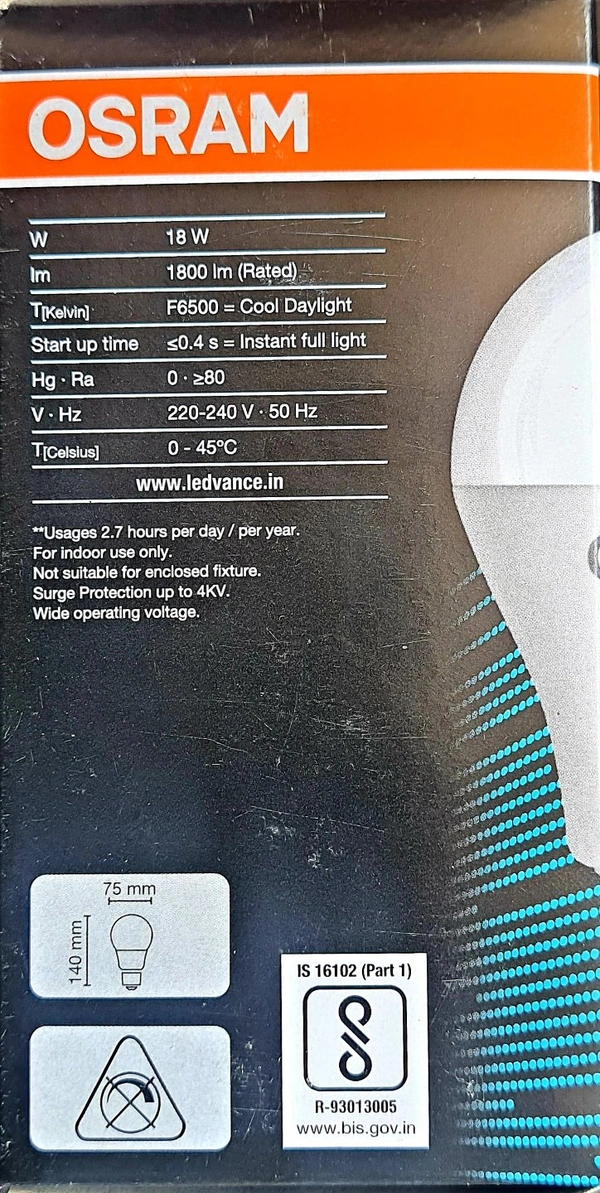 OSRAM
W 18 W
lm 1800 lm (Rated)
T[Kelvin] F6500 = Cool Daylight
Start up time ≤0.4 s = Instant full light
Hg · Ra 0 · ≥80
V · Hz 220-240 V · 50 Hz
T[Celsius] 0 - 45ºC
www.ledvance.in
**Usages 2.7 hours per day / per year.
For indoor use only.
Not suitable for enclosed fixture.
Surge Protection up to 4KV.
Wide operating voltage.
75 mm
140 mm
IS 16102 (Part 1)
R-93013005
www.bis.gov.in